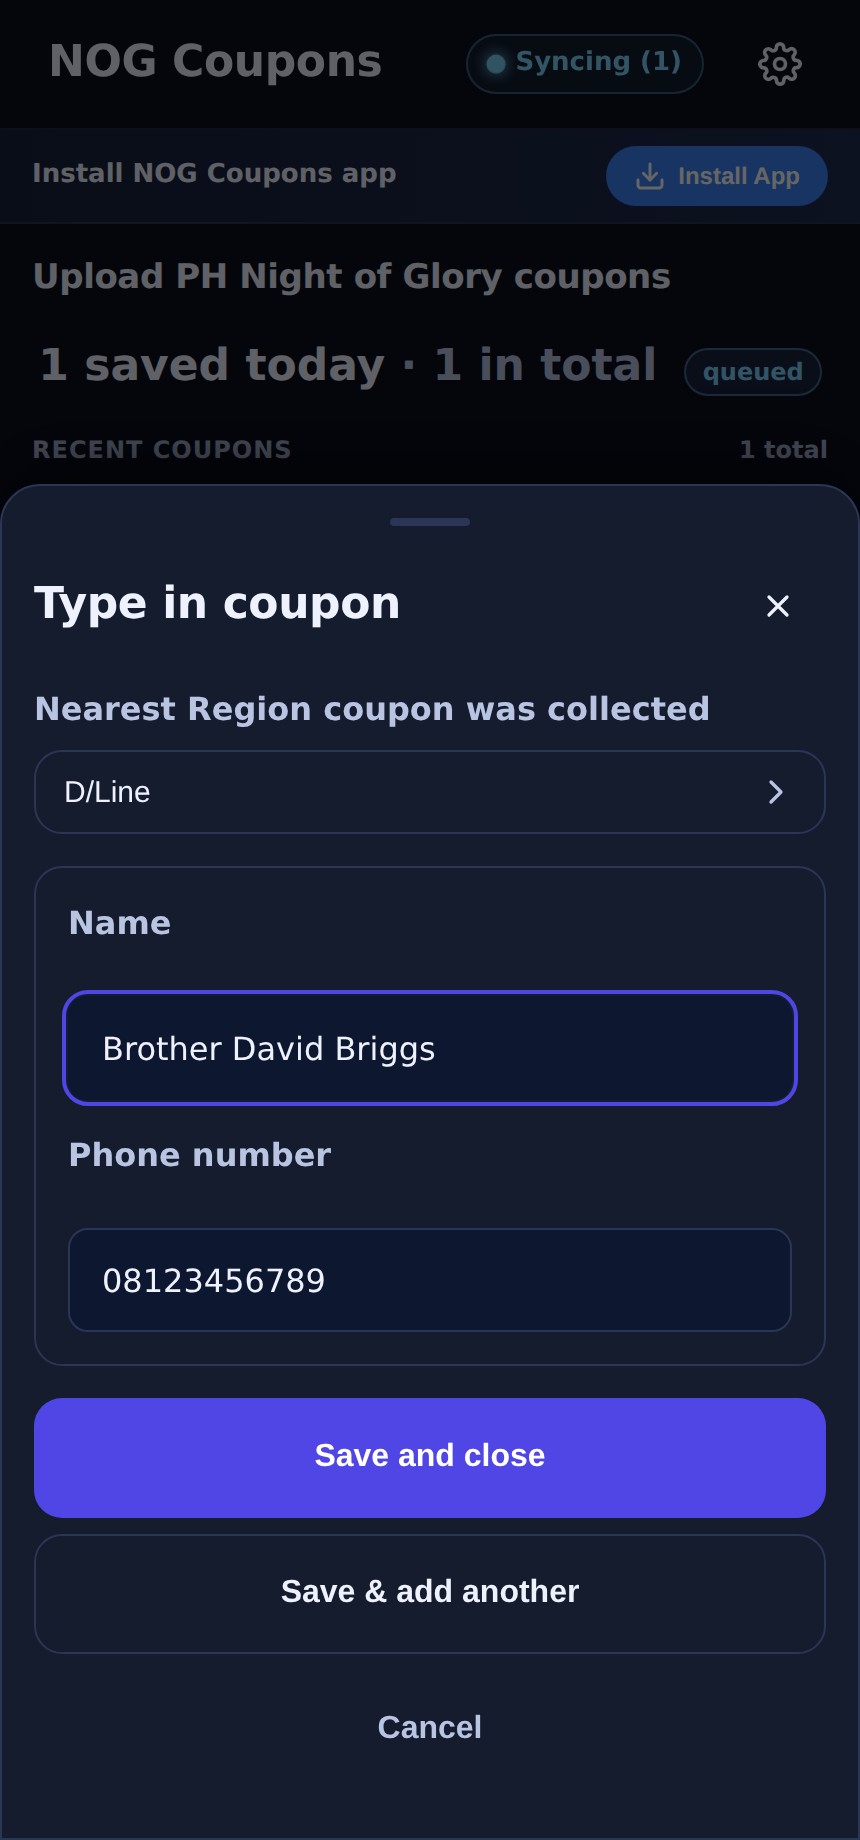 NOG Coupons
Syncing (1)
Install NOG Coupons app
Install App
Upload PH Night of Glory coupons
1 saved today · 1 in total
queued
RECENT COUPONS
1 total
Type in coupon
Nearest Region coupon was collected
D/Line
Name
Brother David Briggs
Phone number
08123456789
Save and close
Save & add another
Cancel